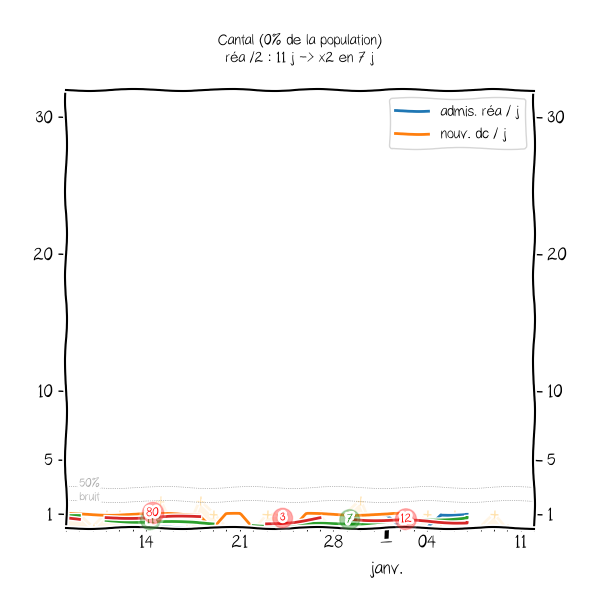 Cantal (0% de la population)
réa /2 : 11 j -> x2 en 7 j
admis. réa / j
nouv. dc / j
30 30
20 20
10 10
5 5
50%
bruit
1 1
80 3 7 12
11
14 21 28 04 11
janv.